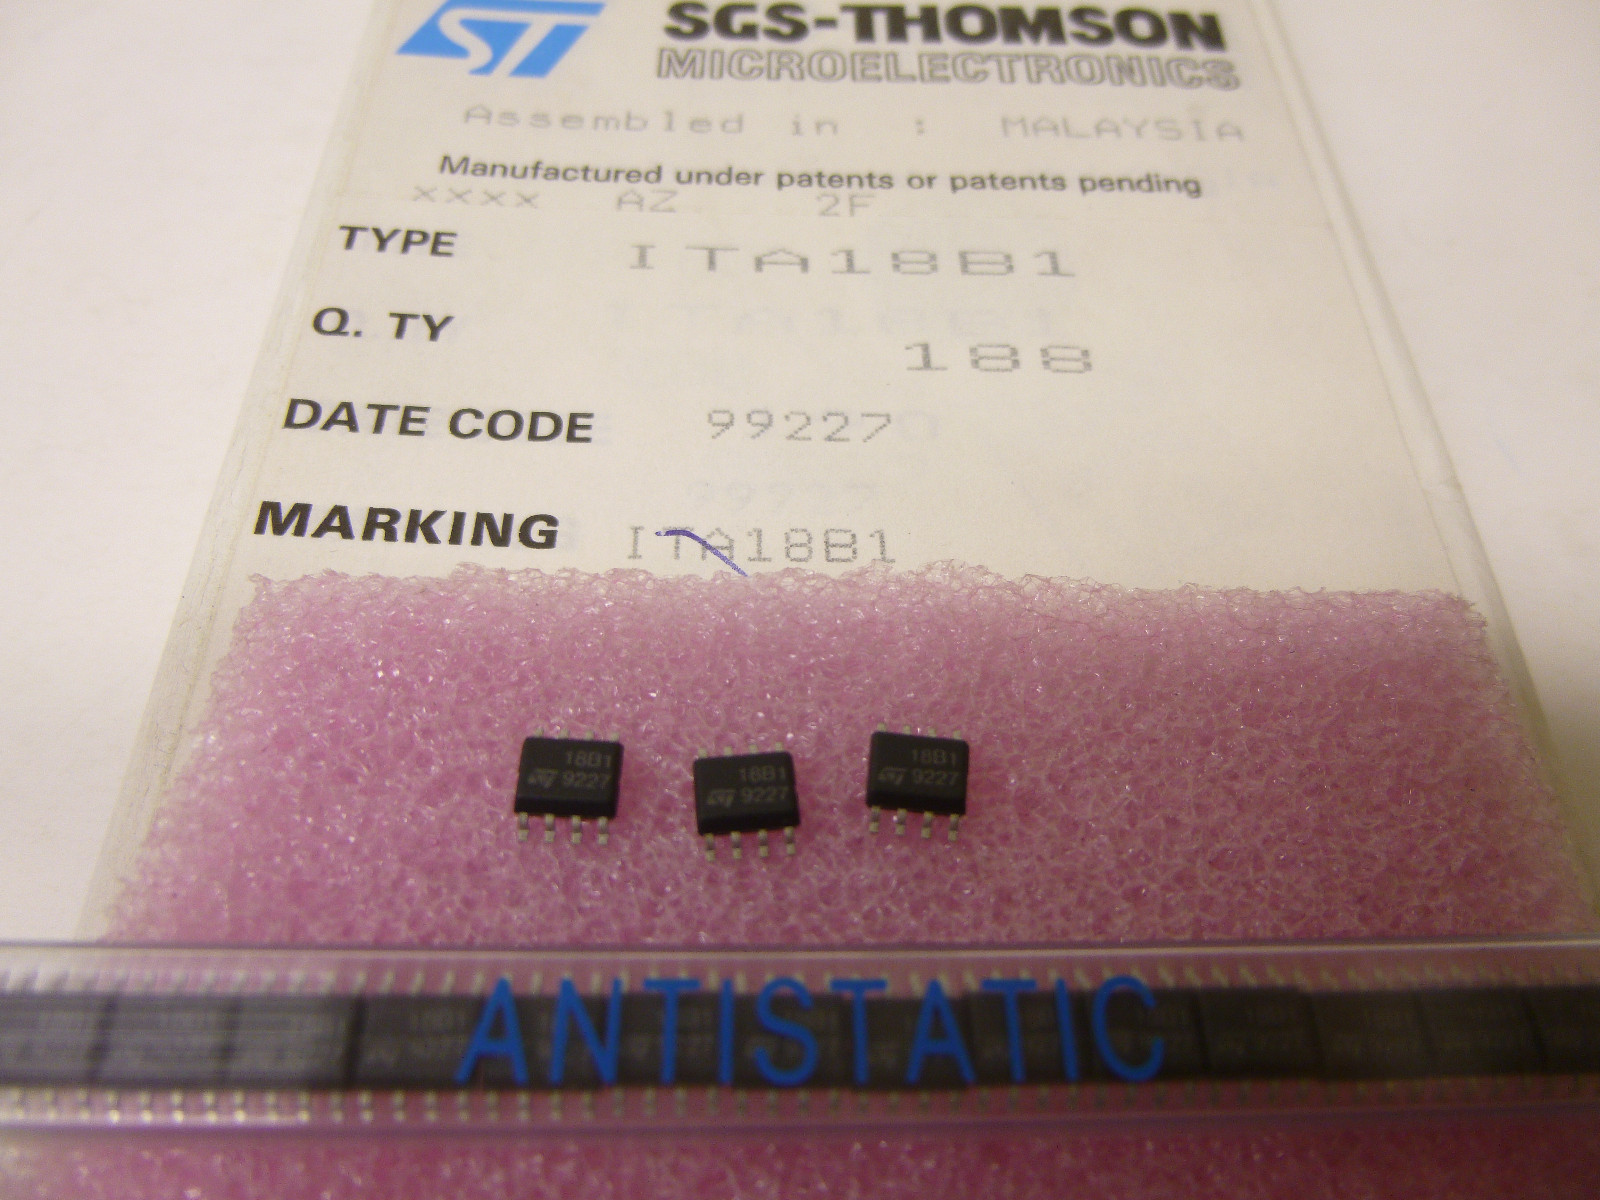 ST SGS-THOMSON
MICROELECTRONICS
Assembled in : MALAYSIA
Manufactured under patents or patents pending
xxxx AZ 2F
TYPE ITA18B1
Q. TY 188
DATE CODE 99227
MARKING ITA18B1
18B1
ST 9227
18B1
ST 9227
18B1
ST 9227
ANTISTATIC